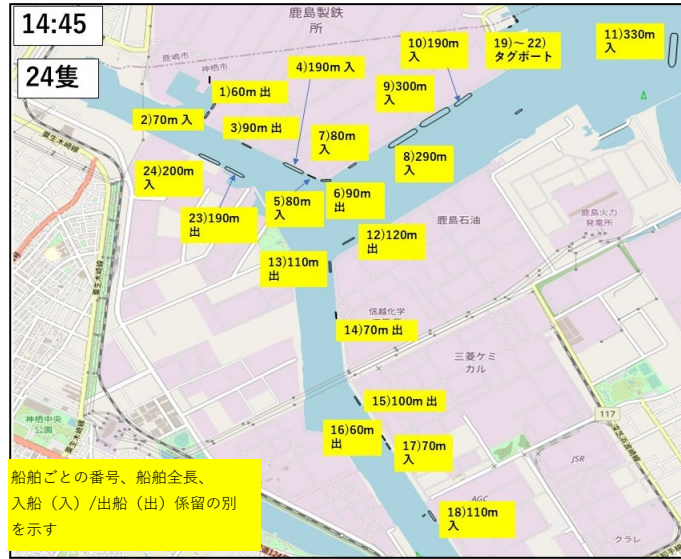 14:45
24隻
鹿島製鉄
所
鹿嶋市
神栖市
4)190m 入
10)190m
入
19)～ 22)
タグボート
11)330m
入
1)60m 出
9)300m
入
2)70m 入
3)90m 出
7)80m
入
24)200m
入
8)290m
入
5)80m
入
6)90m
出
23)190m
出
鹿島石油
鹿島火力
発電所
12)120m
出
13)110m
出
信越化学
14)70m 出
三菱ケミ
カル
15)100m 出
117
神栖中央
公園
16)60m
出
17)70m
入
JSR
AGC
18)110m
入
クラレ
船舶ごとの番号、船舶全長、
入船（入）/出船（出）係留の別
を示す